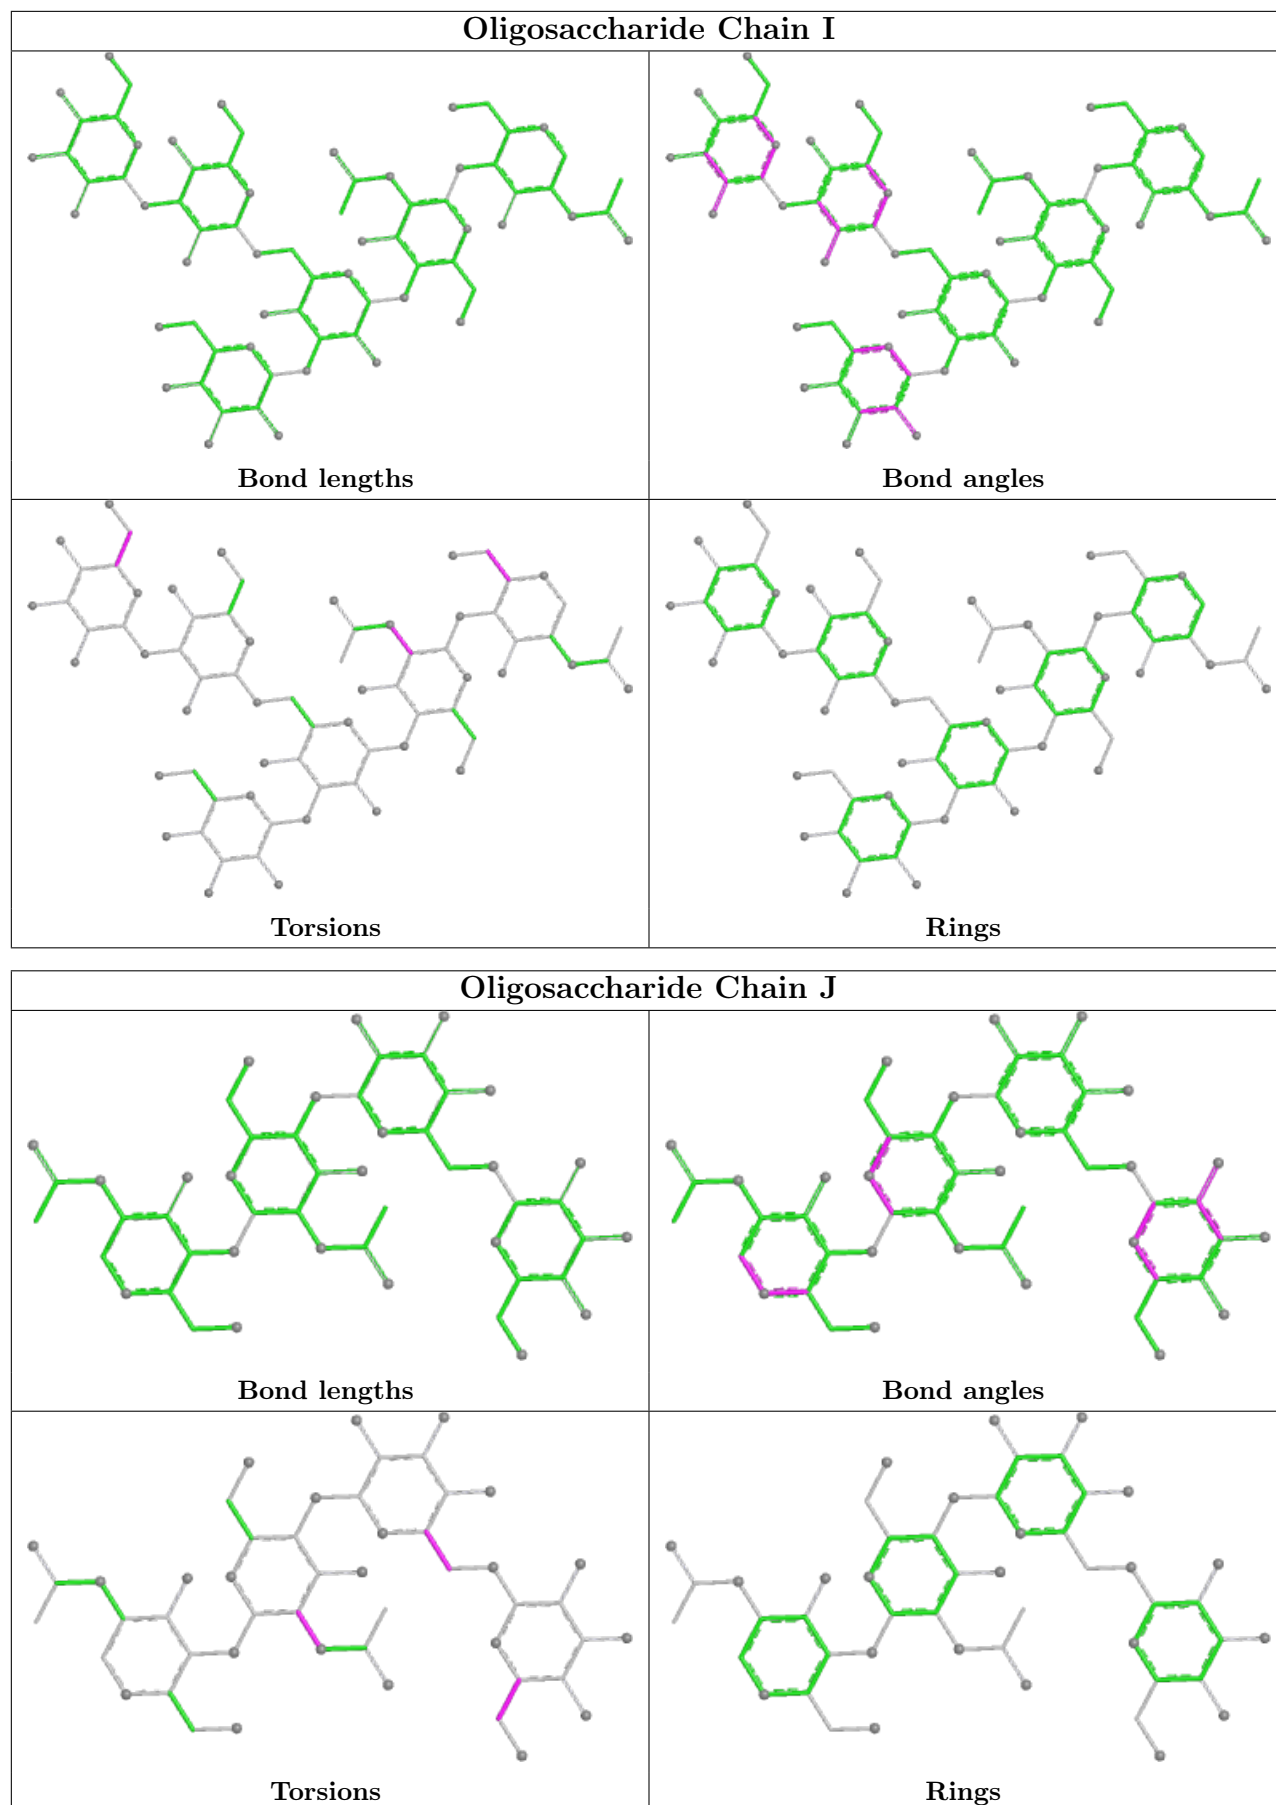 Oligosaccharide Chain I
Bond lengths
Bond angles
Torsions
Rings
Oligosaccharide Chain J
Bond lengths
Bond angles
Torsions
Rings